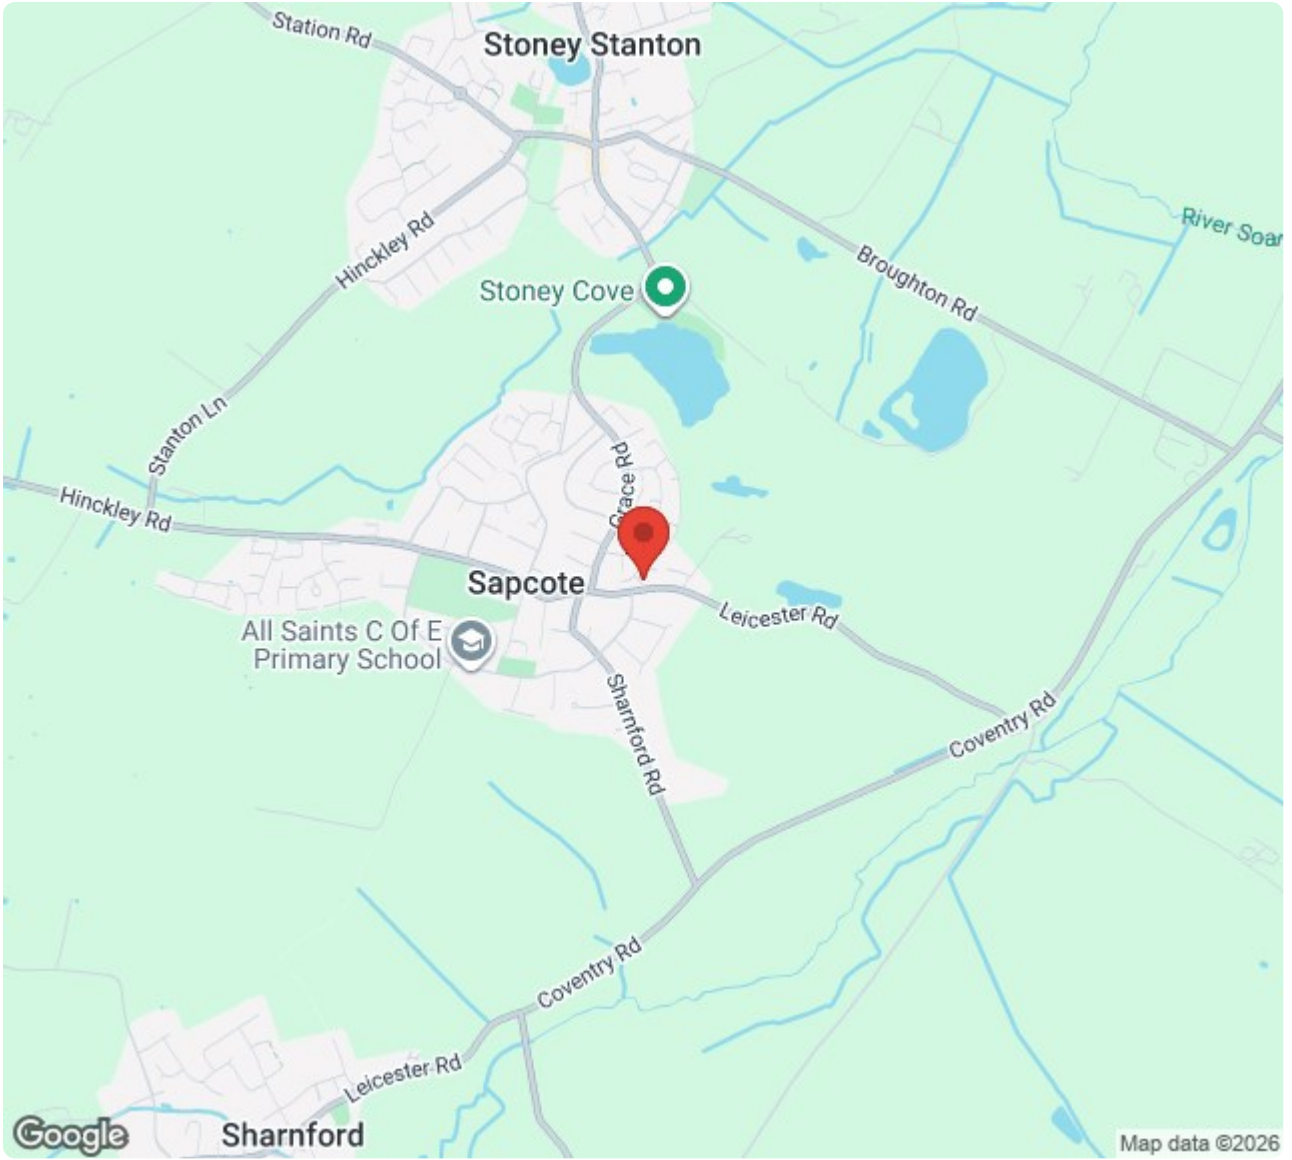 Station Rd
Stoney Stanton
River Soar
Hinckley Rd
Broughton Rd
Stoney Cove
Stanton Ln
Grace Rd
Hinckley Rd
Sapcote
Leicester Rd
All Saints C Of E
Primary School
Sharnford Rd
Coventry Rd
Coventry Rd
Leicester Rd
Sharnford
Google
Map data ©2026